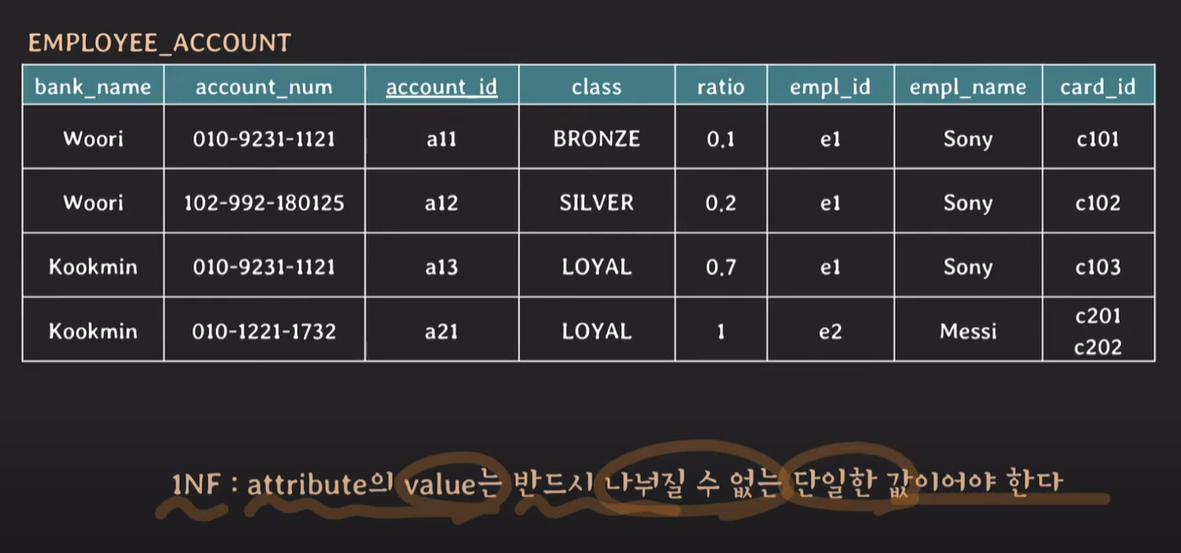 EMPLOYEE_ACCOUNT
bank_name account_num account_id class ratio empl_id empl_name card_id
Woori 010-9231-1121 a11 BRONZE 0.1 e1 Sony c101
Woori 102-992-180125 a12 SILVER 0.2 e1 Sony c102
Kookmin 010-9231-1121 a13 LOYAL 0.7 e1 Sony c103
Kookmin 010-1221-1732 a21 LOYAL 1 e2 Messi c201
c202
1NF : attribute의 value는 반드시 나눠질 수 없는 단일한 값이어야 한다